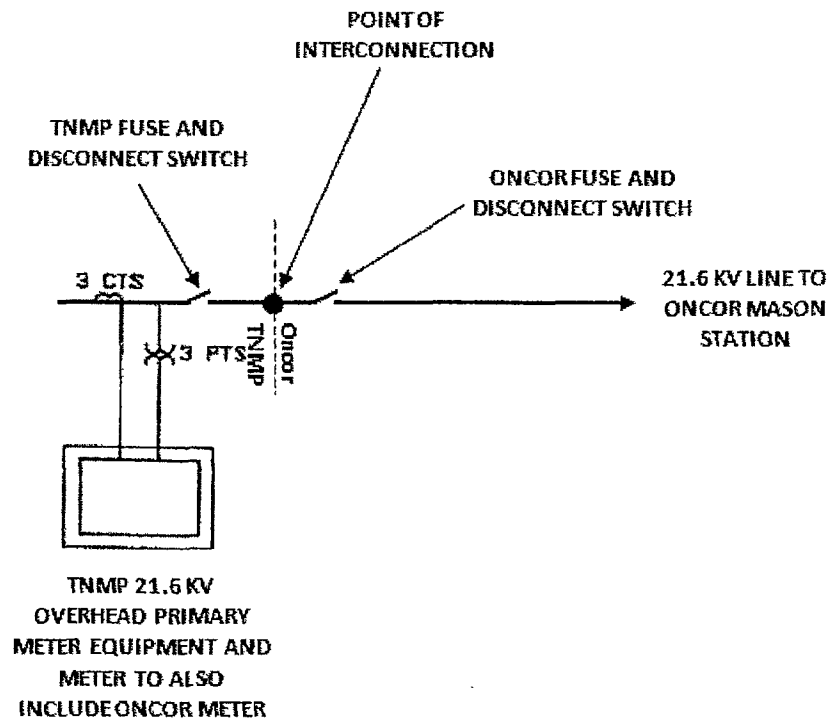 POINT OF
INTERCONNECTION
TNMP FUSE AND
DISCONNECT SWITCH
ONCOR FUSE AND
DISCONNECT SWITCH
3 CTS
21.6 KV LINE TO
ONCOR MASON
STATION
Oncor
TNMP
3 PTS
TNMP 21.6 KV
OVERHEAD PRIMARY
METER EQUIPMENT AND
METER TO ALSO
INCLUDE ONCOR METER